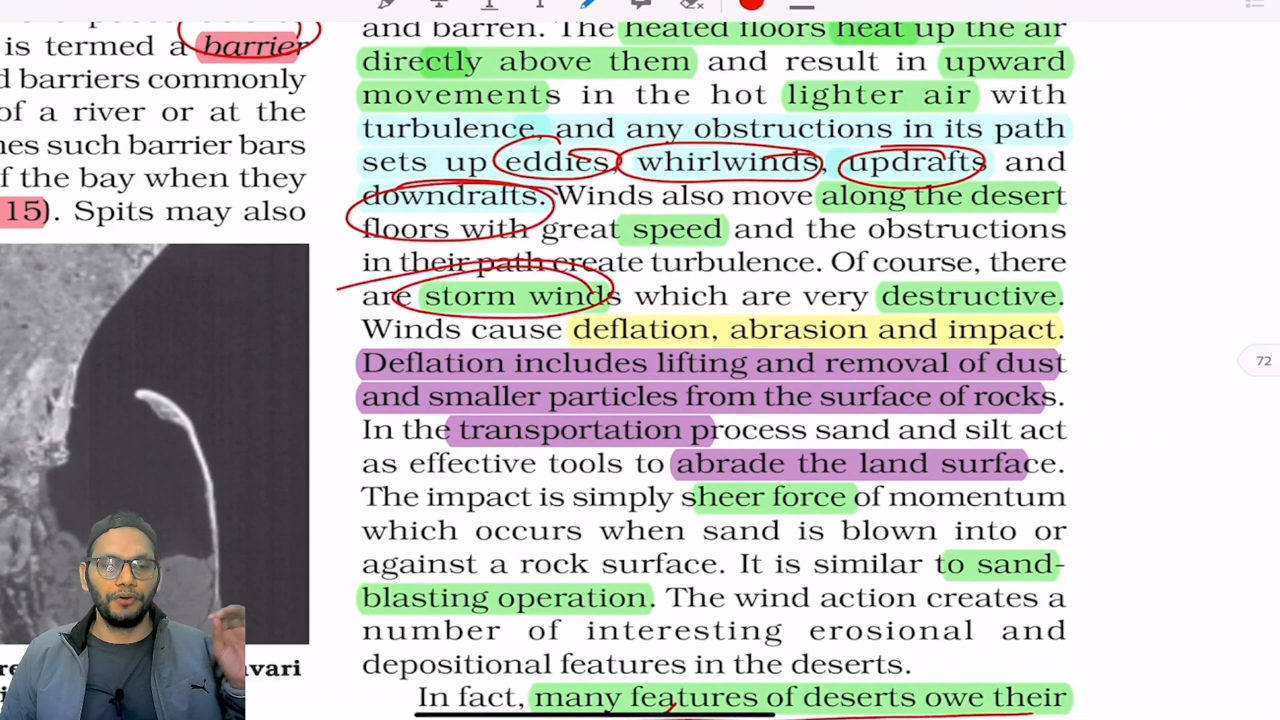 is termed a barrier
d barriers commonly
of a river or at the
nes such barrier bars
f the bay when they
15). Spits may also
vari
and barren. The heated floors heat up the air
directly above them and result in upward
movements in the hot lighter air with
turbulence, and any obstructions in its path
sets up eddies, whirlwinds, updrafts and
downdrafts. Winds also move along the desert
floors with great speed and the obstructions
in their path create turbulence. Of course, there
are storm winds which are very destructive.
Winds cause deflation, abrasion and impact.
Deflation includes lifting and removal of dust
and smaller particles from the surface of rocks.
In the transportation process sand and silt act
as effective tools to abrade the land surface.
The impact is simply sheer force of momentum
which occurs when sand is blown into or
against a rock surface. It is similar to sand-
blasting operation. The wind action creates a
number of interesting erosional and
depositional features in the deserts.
In fact, many features of deserts owe their
72